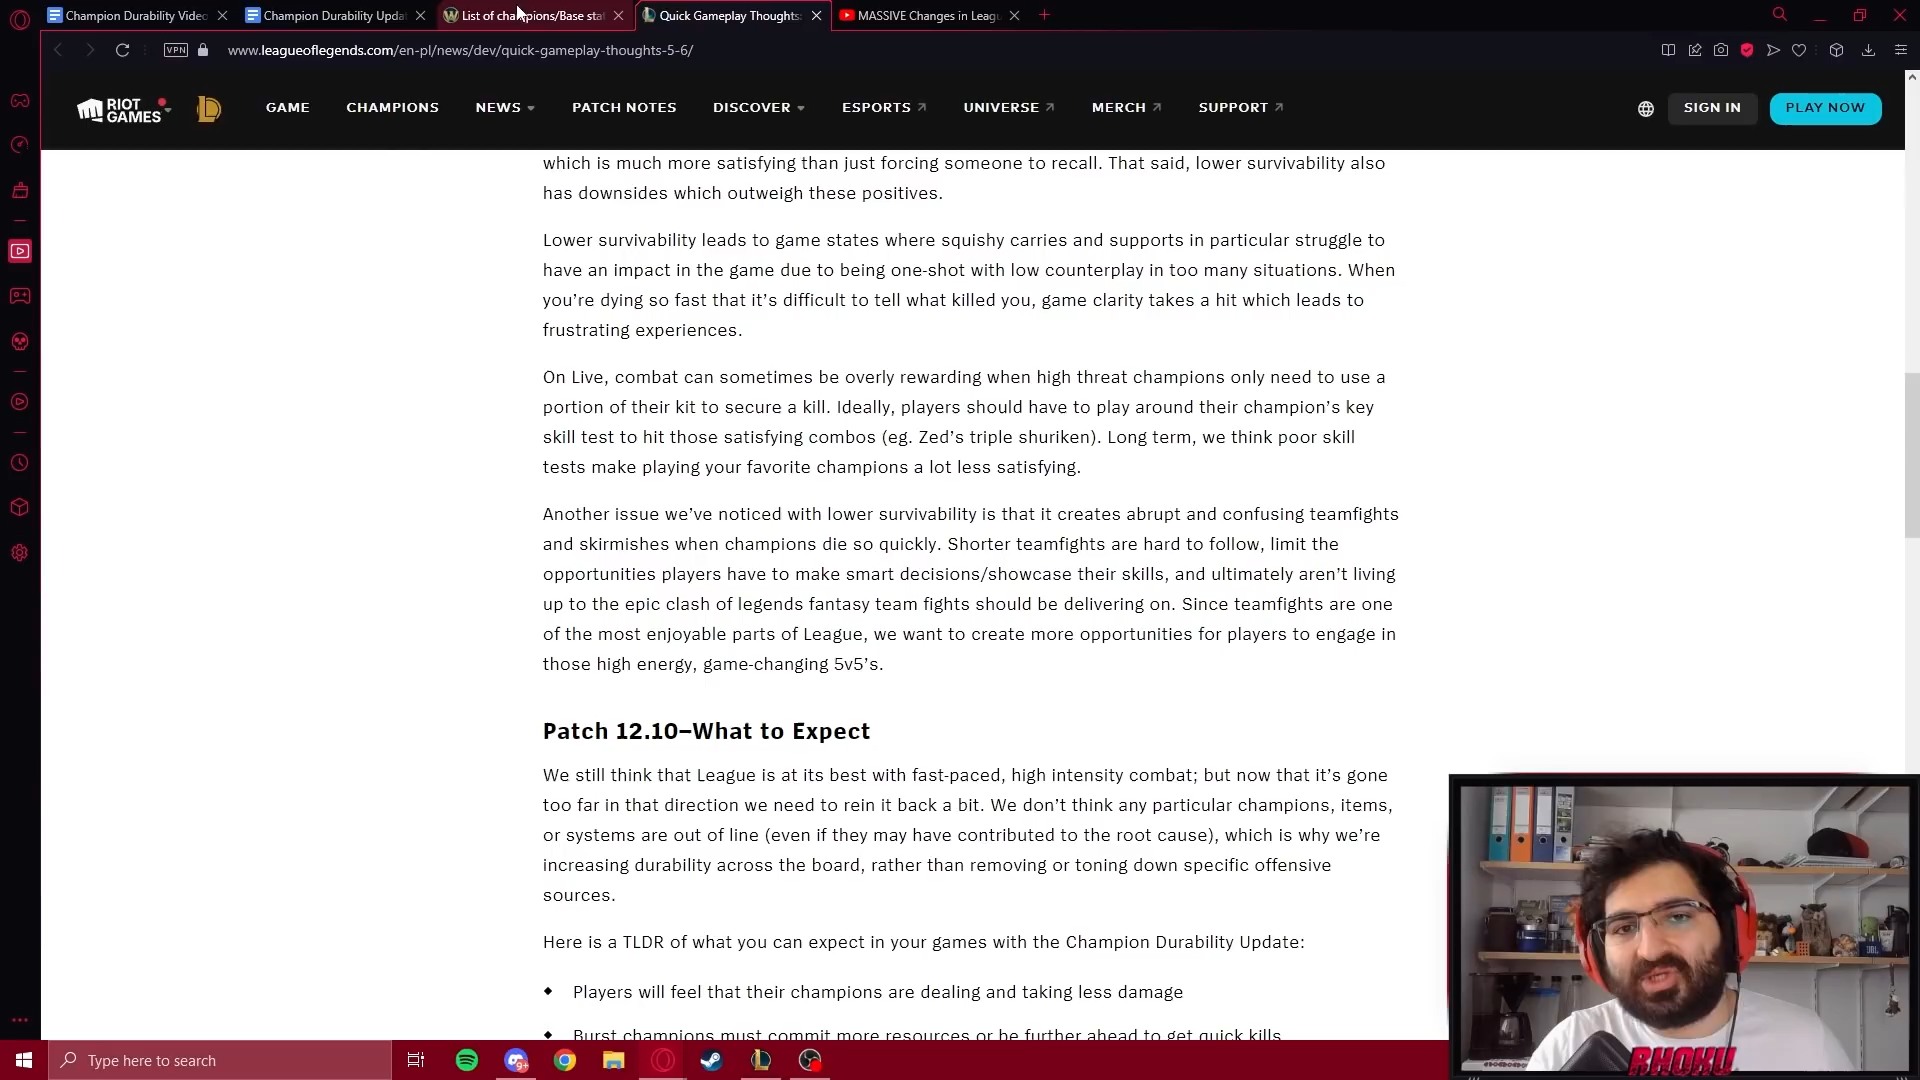 Champion Durability Video
Champion Durability Upda
List of champions/Base sta
Quick Gameplay Thoughts:
MASSIVE Changes in Leagu
VPN
www.leagueoflegends.com/en-pl/news/dev/quick-gameplay-thoughts-5-6/
RIOT GAMES
GAME
CHAMPIONS
NEWS
PATCH NOTES
DISCOVER
ESPORTS
UNIVERSE
MERCH
SUPPORT
SIGN IN
PLAY NOW
which is much more satisfying than just forcing someone to recall. That said, lower survivability also
has downsides which outweigh these positives.
Lower survivability leads to game states where squishy carries and supports in particular struggle to
have an impact in the game due to being one-shot with low counterplay in too many situations. When
you’re dying so fast that it’s difficult to tell what killed you, game clarity takes a hit which leads to
frustrating experiences.
On Live, combat can sometimes be overly rewarding when high threat champions only need to use a
portion of their kit to secure a kill. Ideally, players should have to play around their champion’s key
skill test to hit those satisfying combos (eg. Zed’s triple shuriken). Long term, we think poor skill
tests make playing your favorite champions a lot less satisfying.
Another issue we’ve noticed with lower survivability is that it creates abrupt and confusing teamfights
and skirmishes when champions die so quickly. Shorter teamfights are hard to follow, limit the
opportunities players have to make smart decisions/showcase their skills, and ultimately aren’t living
up to the epic clash of legends fantasy team fights should be delivering on. Since teamfights are one
of the most enjoyable parts of League, we want to create more opportunities for players to engage in
those high energy, game-changing 5v5’s.
Patch 12.10–What to Expect
We still think that League is at its best with fast-paced, high intensity combat; but now that it’s gone
too far in that direction we need to rein it back a bit. We don’t think any particular champions, items,
or systems are out of line (even if they may have contributed to the root cause), which is why we’re
increasing durability across the board, rather than removing or toning down specific offensive
sources.
Here is a TLDR of what you can expect in your games with the Champion Durability Update:
Players will feel that their champions are dealing and taking less damage
Burst champions must commit more resources or be further ahead to get quick kills
JBL
RHOKU
Type here to search
9+